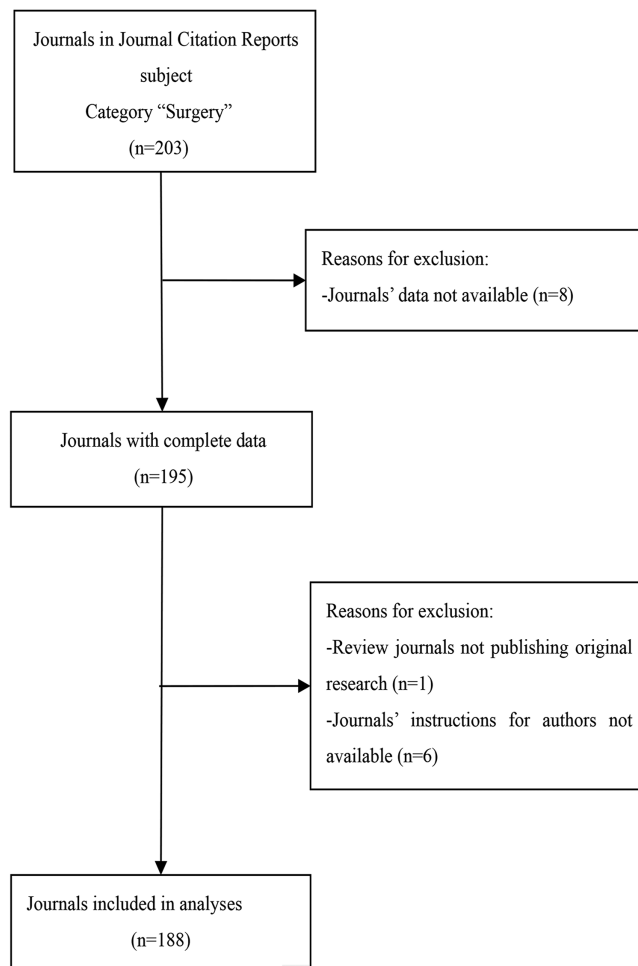 Journals in Journal Citation Reports
subject
Category “Surgery”
(n=203)
Reasons for exclusion:
-Journals’ data not available (n=8)
Journals with complete data
(n=195)
Reasons for exclusion:
-Review journals not publishing original
research (n=1)
-Journals’ instructions for authors not
available (n=6)
Journals included in analyses
(n=188)